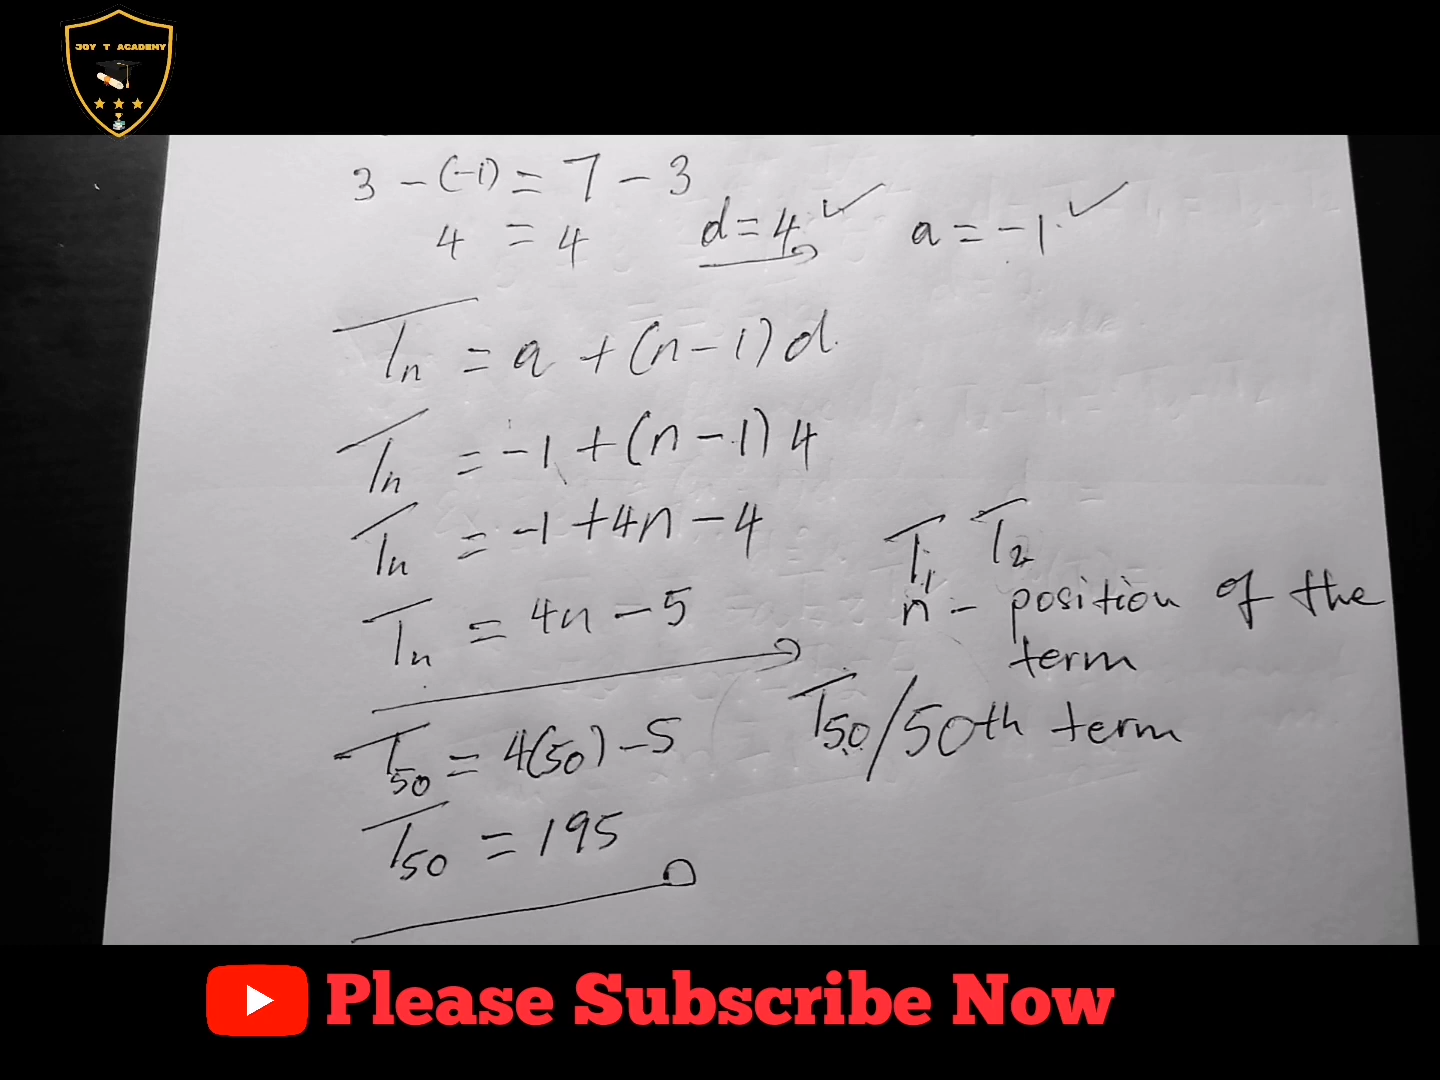 JOY T ACADEMY
3 - (-1) = 7 - 3
4 = 4 d = 4 ✓ a = -1 ✓
Tn = a + (n - 1) d
Tn = -1 + (n - 1) 4
Tn = -1 + 4n - 4
T1 T2
Tn = 4n - 5
n - position of the
term
T50 / 50th term
T50 = 4(50) - 5
T50 = 195
Please Subscribe Now